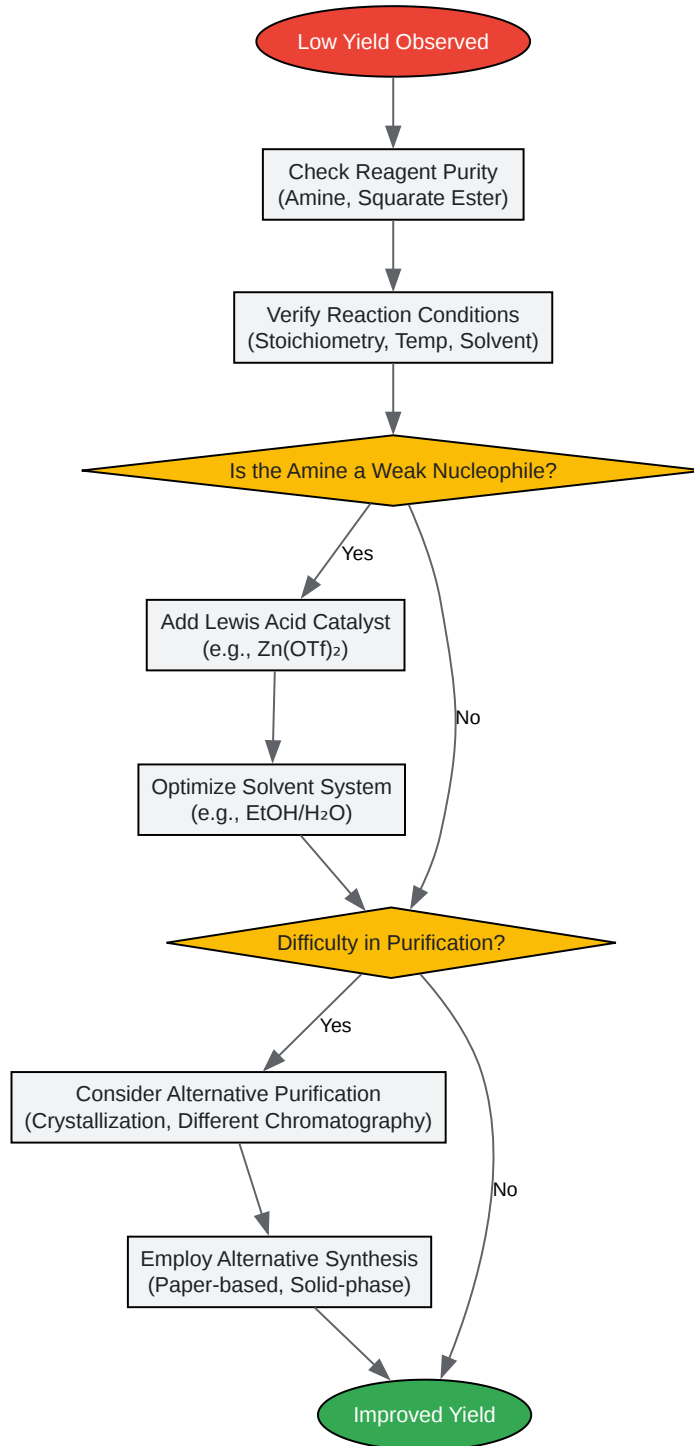 Low Yield Observed
Check Reagent Purity
(Amine, Squarate Ester)
Verify Reaction Conditions
(Stoichiometry, Temp, Solvent)
Is the Amine a Weak Nucleophile?
Yes
Add Lewis Acid Catalyst
(e.g., Zn(OTf)₂)
No
Optimize Solvent System
(e.g., EtOH/H₂O)
Difficulty in Purification?
Yes
Consider Alternative Purification
(Crystallization, Different Chromatography)
No
Employ Alternative Synthesis
(Paper-based, Solid-phase)
Improved Yield